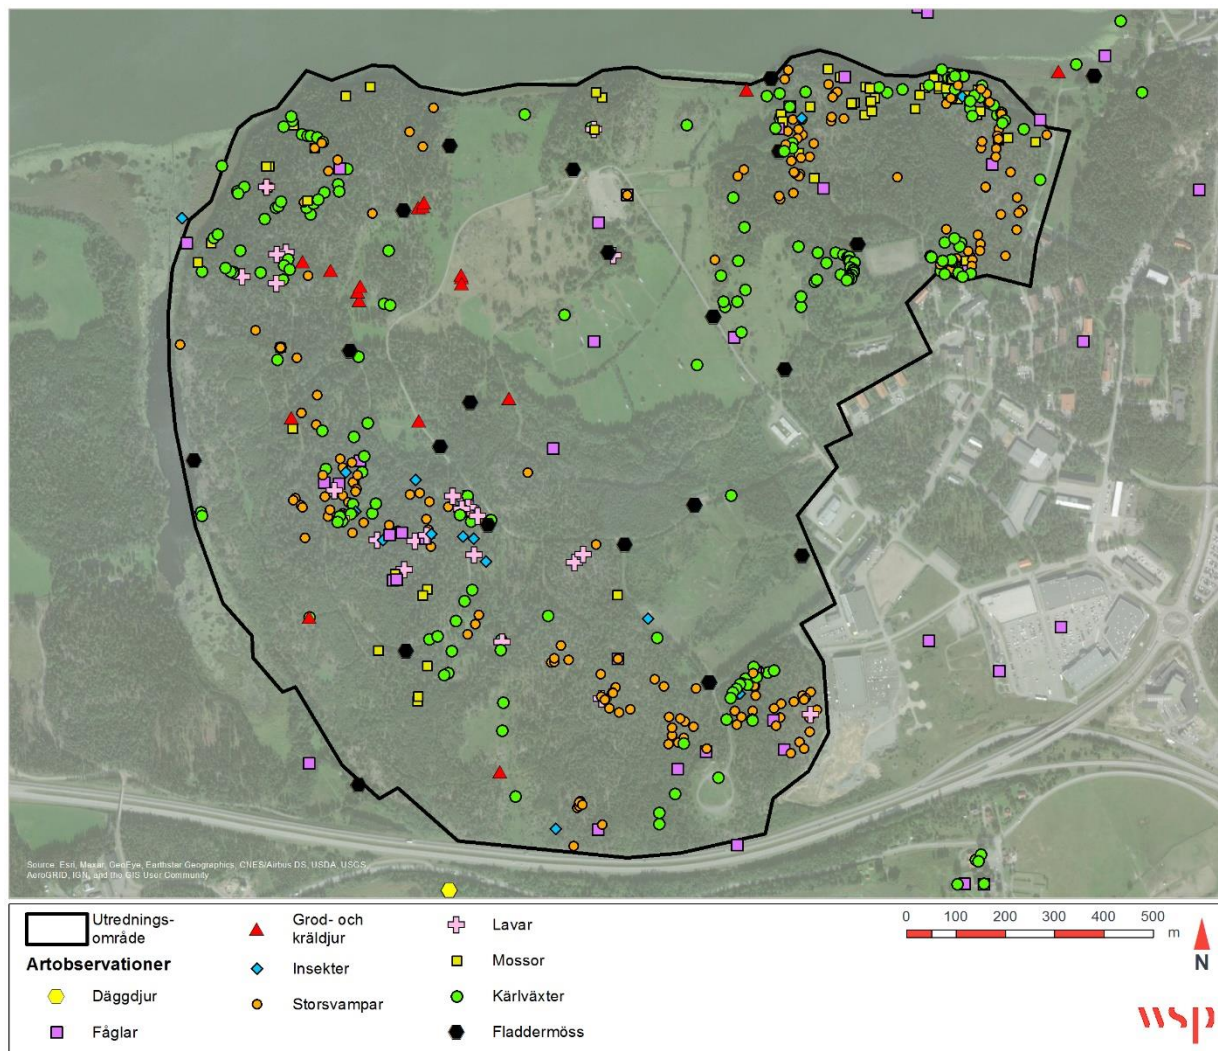 Source: Esri, Maxar, GeoEye, Earthstar Geographics, CNES/Airbus DS, USDA, USGS,
AeroGRID, IGN, and the GIS User Community
Utrednings-
område
Artobservationer
Däggdjur
Fåglar
Grod- och
kräldjur
Insekter
Storsvampar
Lavar
Mossor
Kärlväxter
Fladdermöss
0 100 200 300 400 500
m
N
wsp